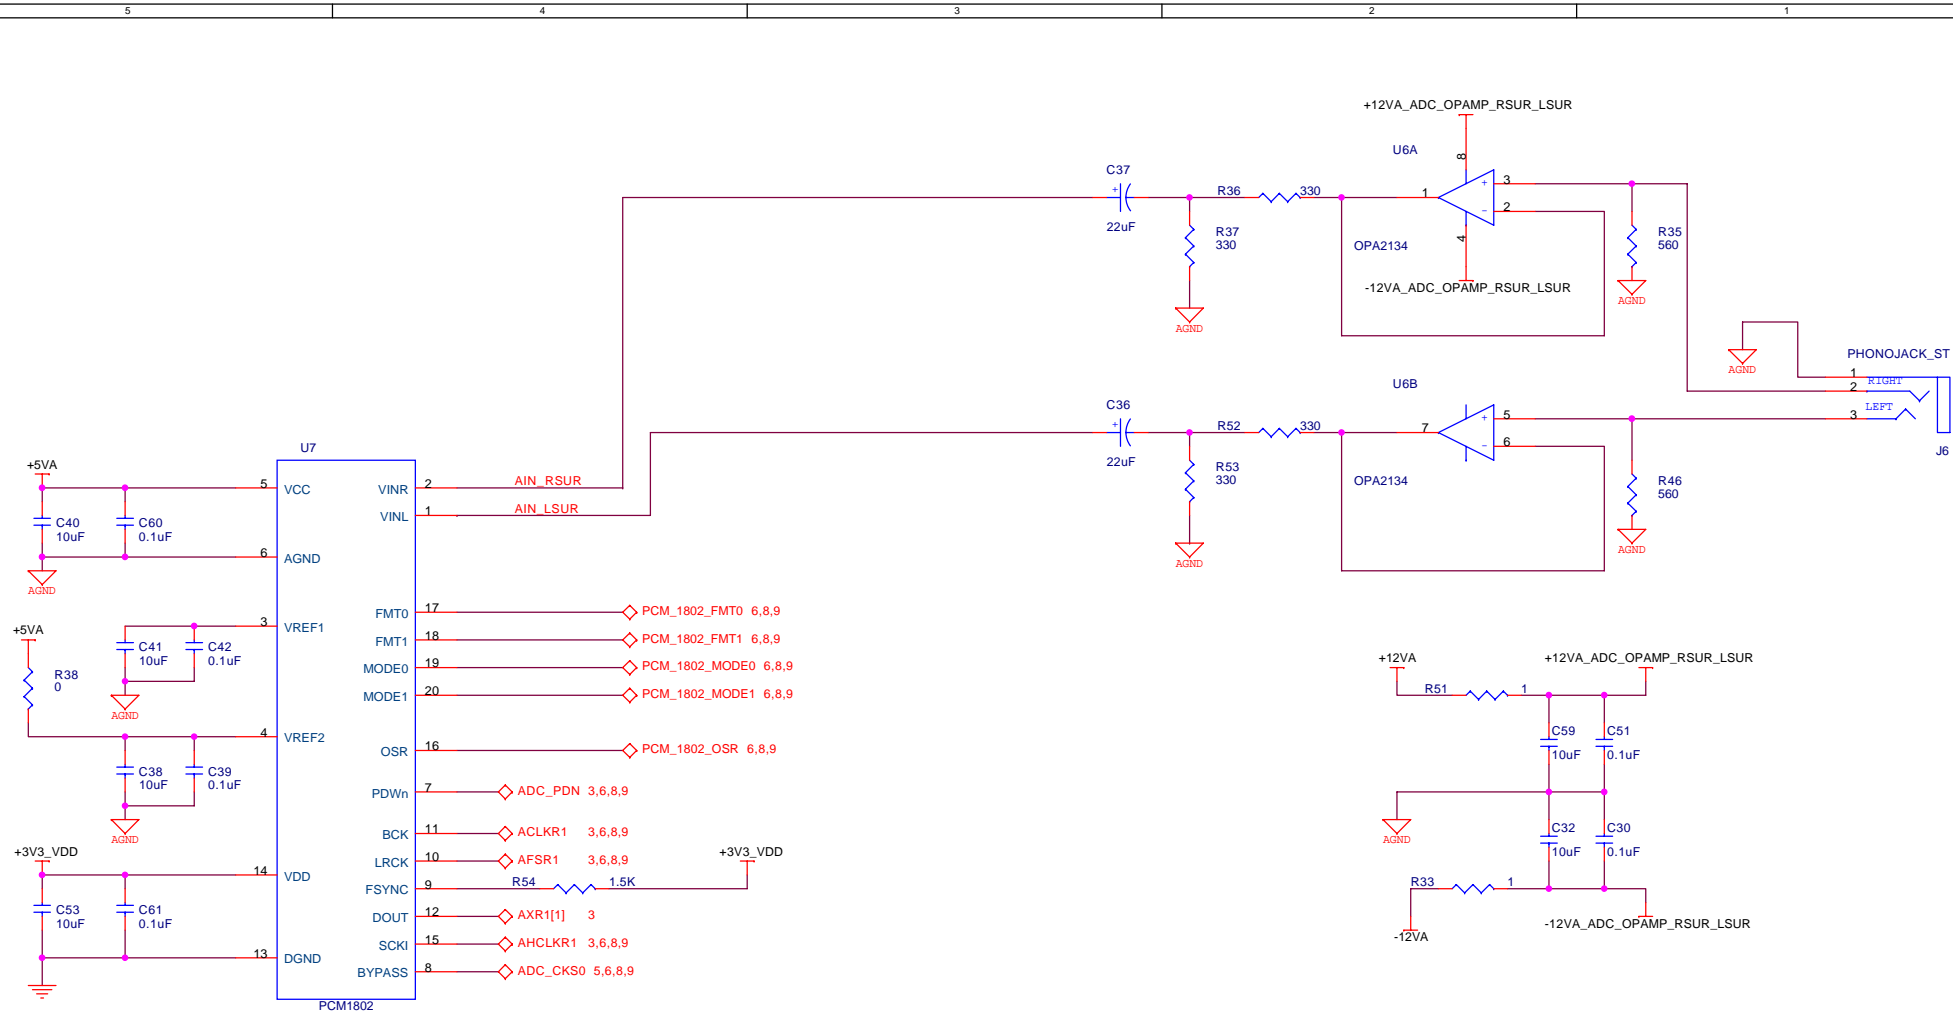 5 4 3 2 1
+12VA_ADC_OPAMP_RSUR_LSUR
U6A
8
C37
+
22uF
R36 330
1
+
-
3
2
4
R37
330
OPA2134
R35
560
AGND
-12VA_ADC_OPAMP_RSUR_LSUR
AGND
AGND
PHONOJACK_ST
1
2 RIGHT
3 LEFT
J6
U6B
C36
+
22uF
R52 330
7
+
-
5
6
R53
330
OPA2134
R46
560
AGND
AGND
U7
+5VA
5 VCC
VINR 2 AIN_RSUR
VINL 1 AIN_LSUR
C40
10uF
C60
0.1uF
6 AGND
AGND
FMT0 17 PCM_1802_FMT0 6,8,9
3 VREF1
FMT1 18 PCM_1802_FMT1 6,8,9
+5VA
C41
10uF
C42
0.1uF
MODE0 19 PCM_1802_MODE0 6,8,9
R38
0
MODE1 20 PCM_1802_MODE1 6,8,9
AGND
4 VREF2
OSR 16 PCM_1802_OSR 6,8,9
C38
10uF
C39
0.1uF
PDWn 7 ADC_PDN 3,6,8,9
AGND
BCK 11 ACLKR1 3,6,8,9
+3V3_VDD
LRCK 10 AFSR1 3,6,8,9
+3V3_VDD
14 VDD
FSYNC 9 R54 1.5K
C53
10uF
C61
0.1uF
DOUT 12 AXR1[1] 3
SCKI 15 AHCLKR1 3,6,8,9
13 DGND
BYPASS 8 ADC_CKS0 5,6,8,9
PCM1802
+12VA
+12VA_ADC_OPAMP_RSUR_LSUR
R51 1
C59
10uF
C51
0.1uF
AGND
C32
10uF
C30
0.1uF
R33 1
-12VA
-12VA_ADC_OPAMP_RSUR_LSUR